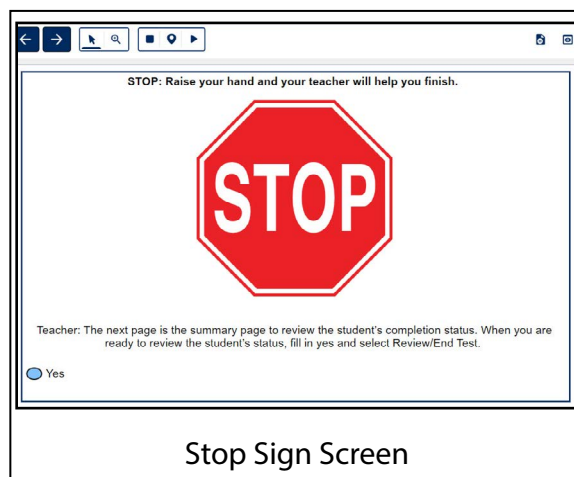 STOP: Raise your hand and your teacher will help you finish.
STOP
Teacher: The next page is the summary page to review the student's completion status. When you are
ready to review the student's status, fill in yes and select Review/End Test.
Yes
Stop Sign Screen